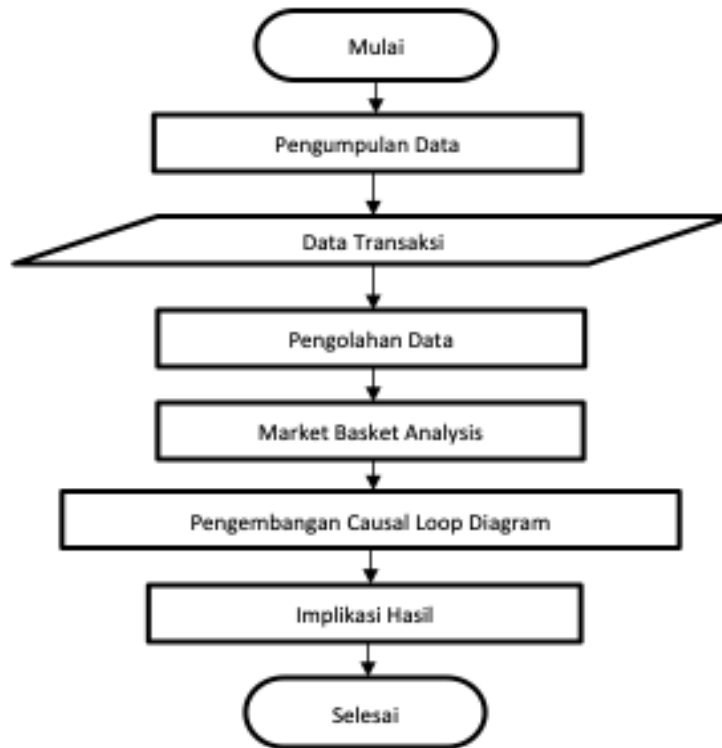 Mulai
Pengumpulan Data
Data Transaksi
Pengolahan Data
Market Basket Analysis
Pengembangan Causal Loop Diagram
Implikasi Hasil
Selesai